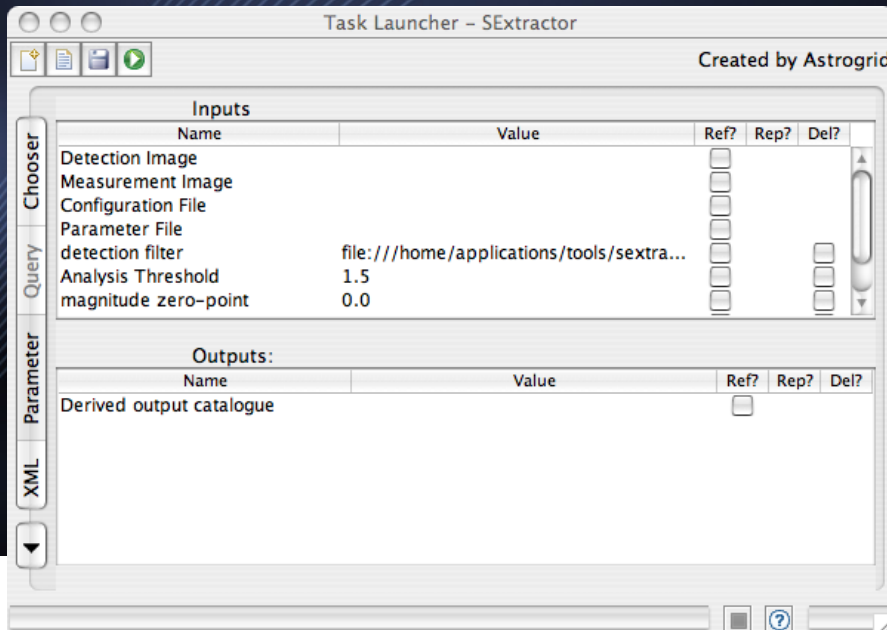 Task Launcher – SExtractor
Created by Astrogrid
Chooser
Query
Parameter
XML
Inputs
Name Value Ref? Rep? Del?
Detection Image
Measurement Image
Configuration File
Parameter File
detection filter file:///home/applications/tools/sextra...
Analysis Threshold 1.5
magnitude zero-point 0.0
Outputs:
Name Value Ref? Rep? Del?
Derived output catalogue
?